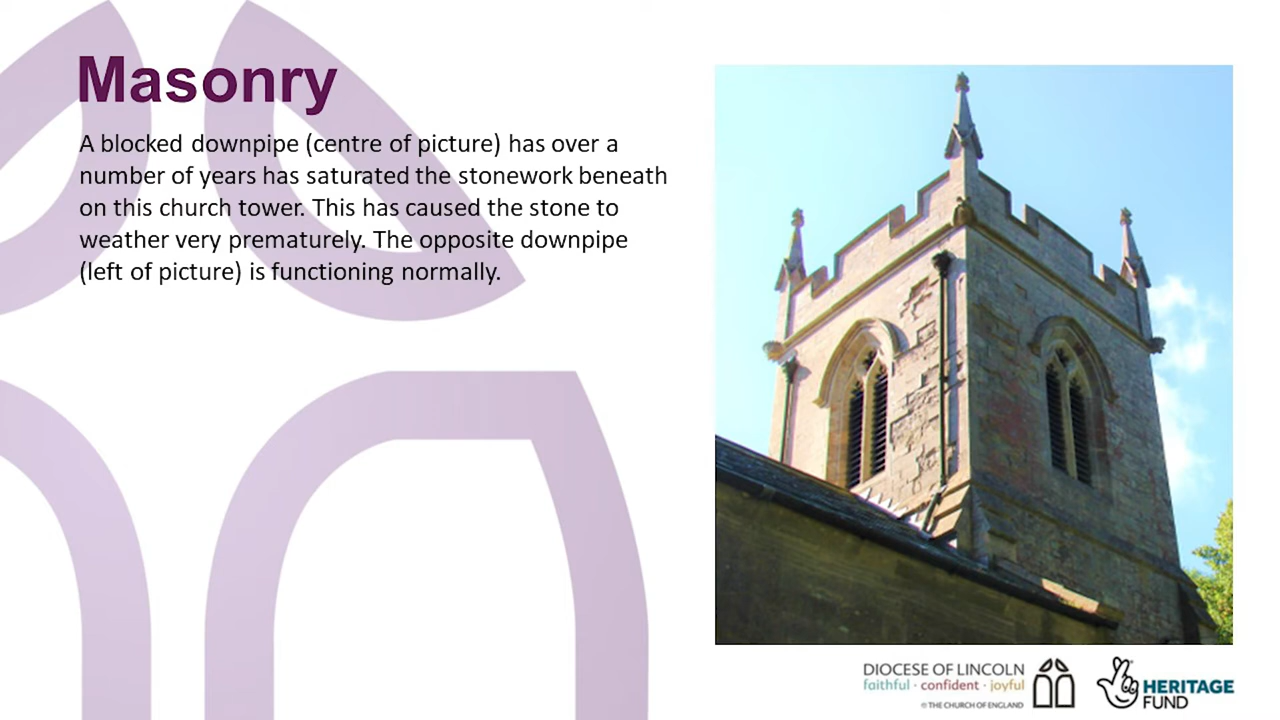 Masonry
A blocked downpipe (centre of picture) has over a
number of years has saturated the stonework beneath
on this church tower. This has caused the stone to
weather very prematurely. The opposite downpipe
(left of picture) is functioning normally.
DIOCESE OF LINCOLN
faithful · confident · joyful
© THE CHURCH OF ENGLAND
HERITAGE
FUND